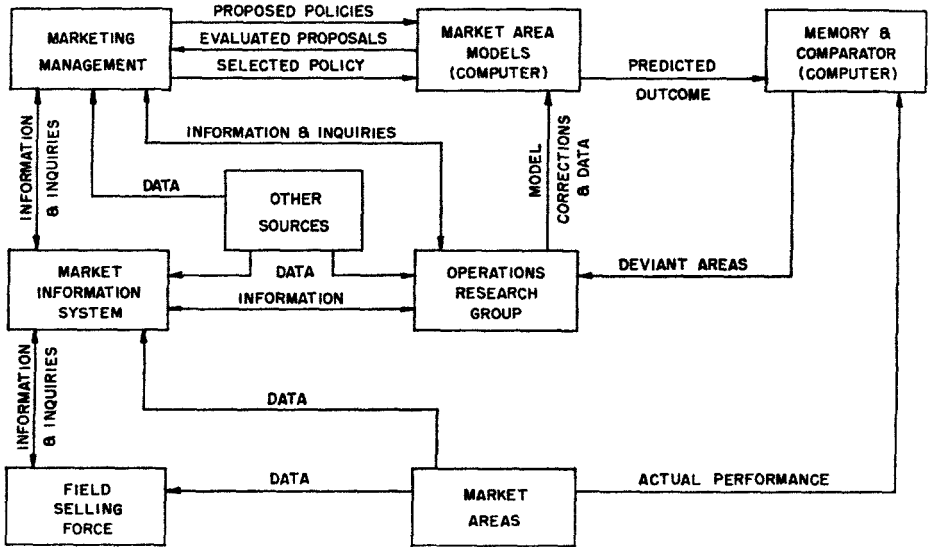 PROPOSED POLICIES
MARKETING
MANAGEMENT
EVALUATED PROPOSALS
SELECTED POLICY
MARKET AREA
MODELS
(COMPUTER)
PREDICTED
OUTCOME
MEMORY &
COMPARATOR
(COMPUTER)
INFORMATION
& INQUIRIES
INFORMATION & INQUIRIES
MODEL
CORRECTIONS
& DATA
DATA
OTHER
SOURCES
MARKET
INFORMATION
SYSTEM
DATA
INFORMATION
OPERATIONS
RESEARCH
GROUP
DEVIANT AREAS
INFORMATION
& INQUIRIES
DATA
FIELD
SELLING
FORCE
DATA
MARKET
AREAS
ACTUAL PERFORMANCE